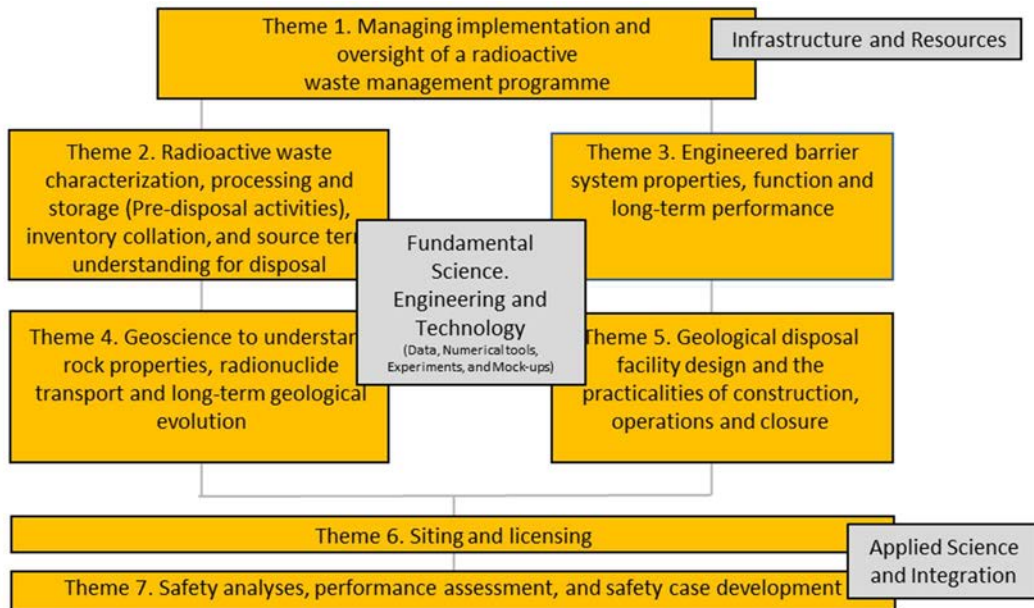 Theme 1. Managing implementation and
oversight of a radioactive
waste management programme
Infrastructure and Resources
Theme 2. Radioactive waste
characterization, processing and
storage (Pre-disposal activities),
inventory collation, and source term
understanding for disposal
Theme 3. Engineered barrier
system properties, function and
long-term performance
Fundamental
Science.
Engineering and
Technology
(Data, Numerical tools,
Experiments, and Mock-ups)
Theme 4. Geoscience to understand
rock properties, radionuclide
transport and long-term geological
evolution
Theme 5. Geological disposal
facility design and the
practicalities of construction,
operations and closure
Theme 6. Siting and licensing
Applied Science
and Integration
Theme 7. Safety analyses, performance assessment, and safety case development